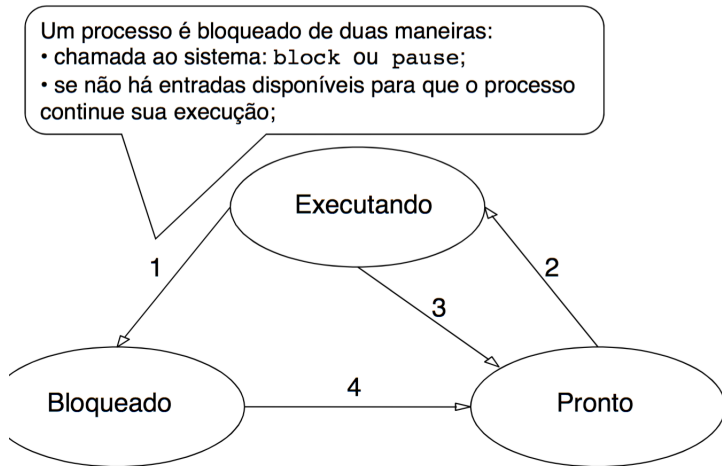 Um processo é bloqueado de duas maneiras:
• chamada ao sistema: block ou pause;
• se não há entradas disponíveis para que o processo
continue sua execução;
Executando
1
2
3
Bloqueado
4
Pronto